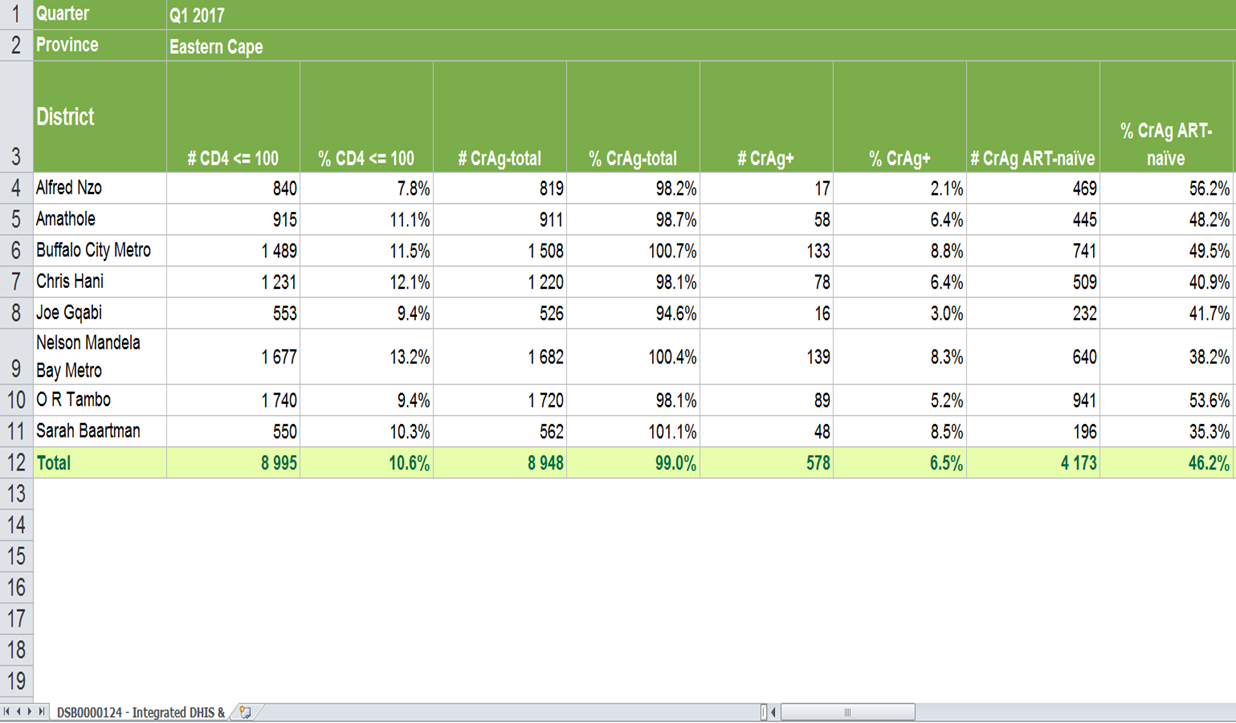 1 Quarter Q1 2017
2 Province Eastern Cape
3 District # CD4 <= 100 % CD4 <= 100 # CrAg-total % CrAg-total # CrAg+ % CrAg+ # CrAg ART-naïve % CrAg ART-
naïve
4 Alfred Nzo 840 7.8% 819 98.2% 17 2.1% 469 56.2%
5 Amathole 915 11.1% 911 98.7% 58 6.4% 445 48.2%
6 Buffalo City Metro 1 489 11.5% 1 508 100.7% 133 8.8% 741 49.5%
7 Chris Hani 1 231 12.1% 1 220 98.1% 78 6.4% 509 40.9%
8 Joe Gqabi 553 9.4% 526 94.6% 16 3.0% 232 41.7%
Nelson Mandela
9 Bay Metro 1 677 13.2% 1 682 100.4% 139 8.3% 640 38.2%
10 O R Tambo 1 740 9.4% 1 720 98.1% 89 5.2% 941 53.6%
11 Sarah Baartman 550 10.3% 562 101.1% 48 8.5% 196 35.3%
12 Total 8 995 10.6% 8 948 99.0% 578 6.5% 4 173 46.2%
13
14
15
16
17
18
19
DSB0000124 - Integrated DHIS &